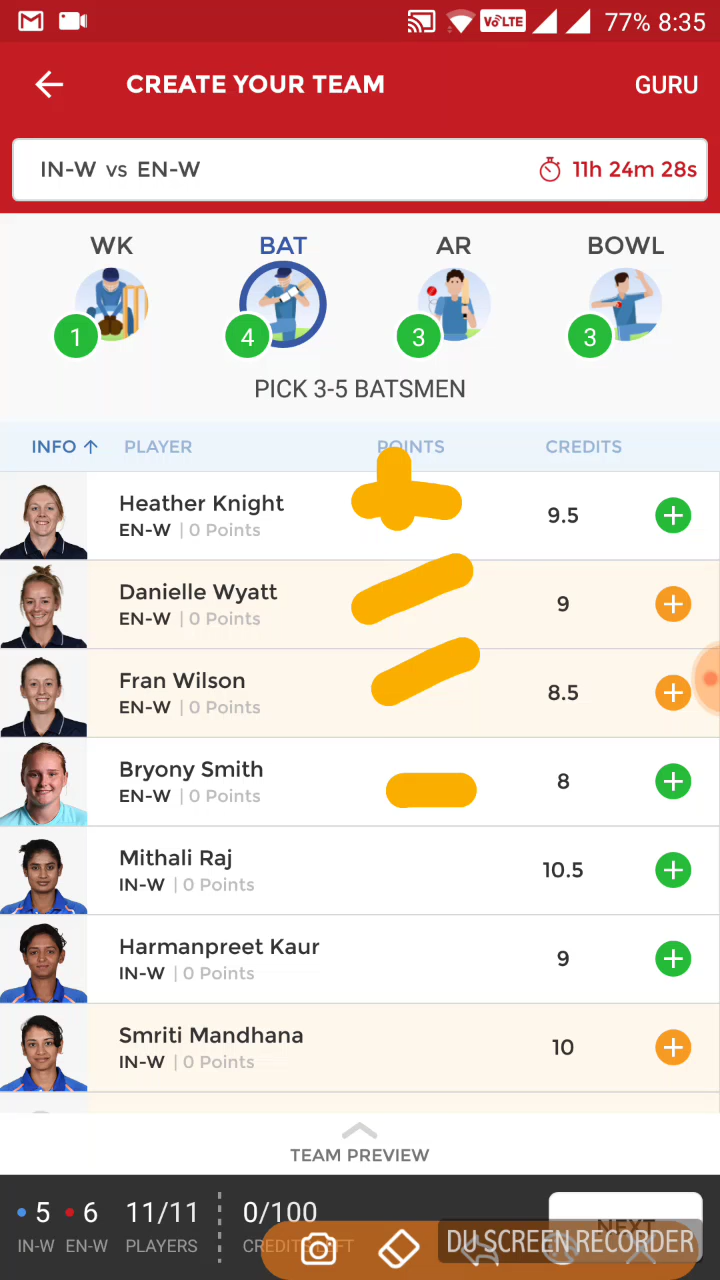 VoLTE 77% 8:35
CREATE YOUR TEAM GURU
IN-W vs EN-W 11h 24m 28s
WK BAT AR BOWL
1 4 3 3
PICK 3-5 BATSMEN
INFO PLAYER POINTS CREDITS
Heather Knight 9.5
EN-W | 0 Points
Danielle Wyatt 9
EN-W | 0 Points
Fran Wilson 8.5
EN-W | 0 Points
Bryony Smith 8
EN-W | 0 Points
Mithali Raj 10.5
IN-W | 0 Points
Harmanpreet Kaur 9
IN-W | 0 Points
Smriti Mandhana 10
IN-W | 0 Points
TEAM PREVIEW
5 6 11/11 0/100 NEXT
IN-W EN-W PLAYERS CREDITS LEFT
DU SCREEN RECORDER